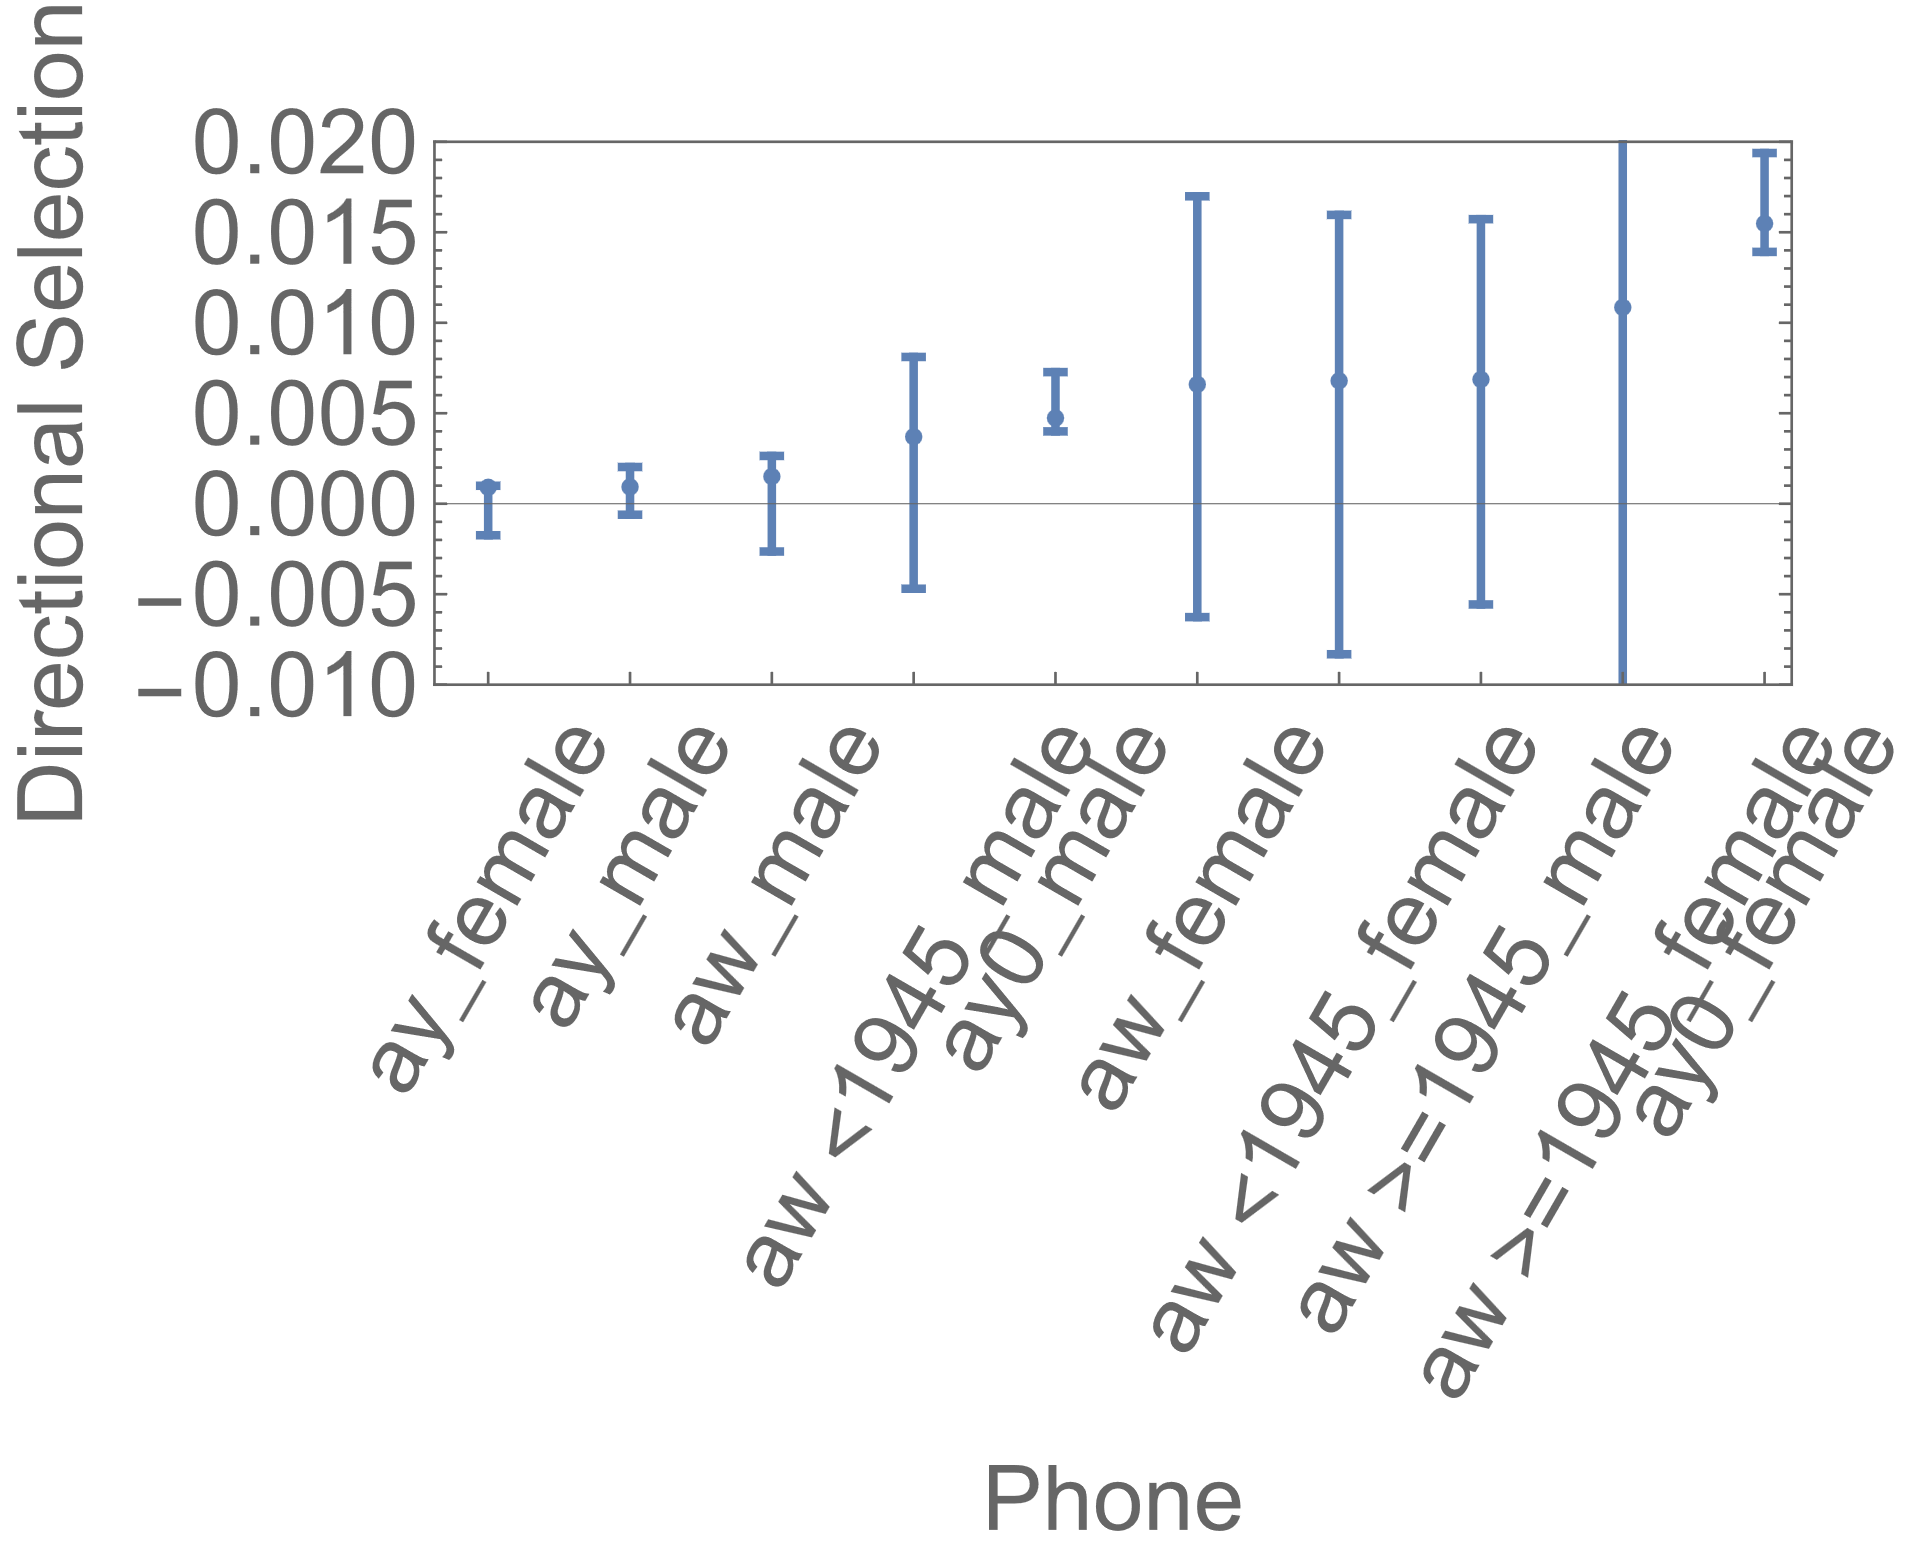 Directional Selection
0.020
0.015
0.010
0.005
0.000
−0.005
−0.010
ay_female
ay_male
aw_male
aw <1945_male
ay0_male
aw_female
aw <1945_female
aw >=1945_male
aw >=1945_female
ay0_female
Phone